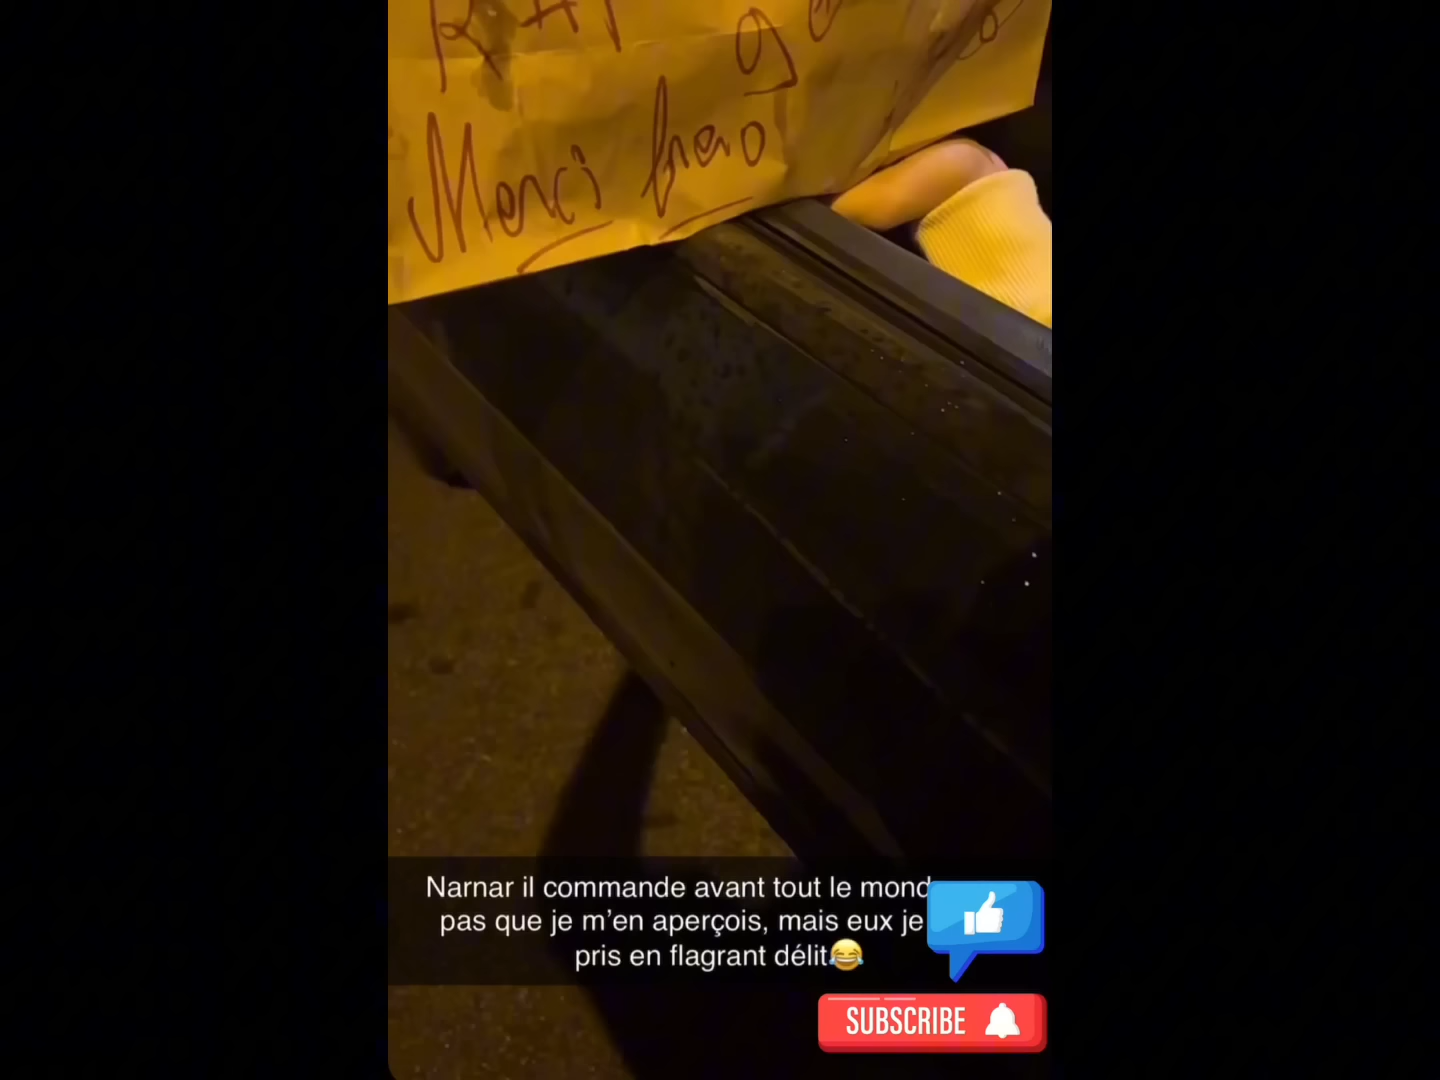 Merci frero
Narnar il commande avant tout le mond
pas que je m'en aperçois, mais eux je
pris en flagrant délit😂
SUBSCRIBE